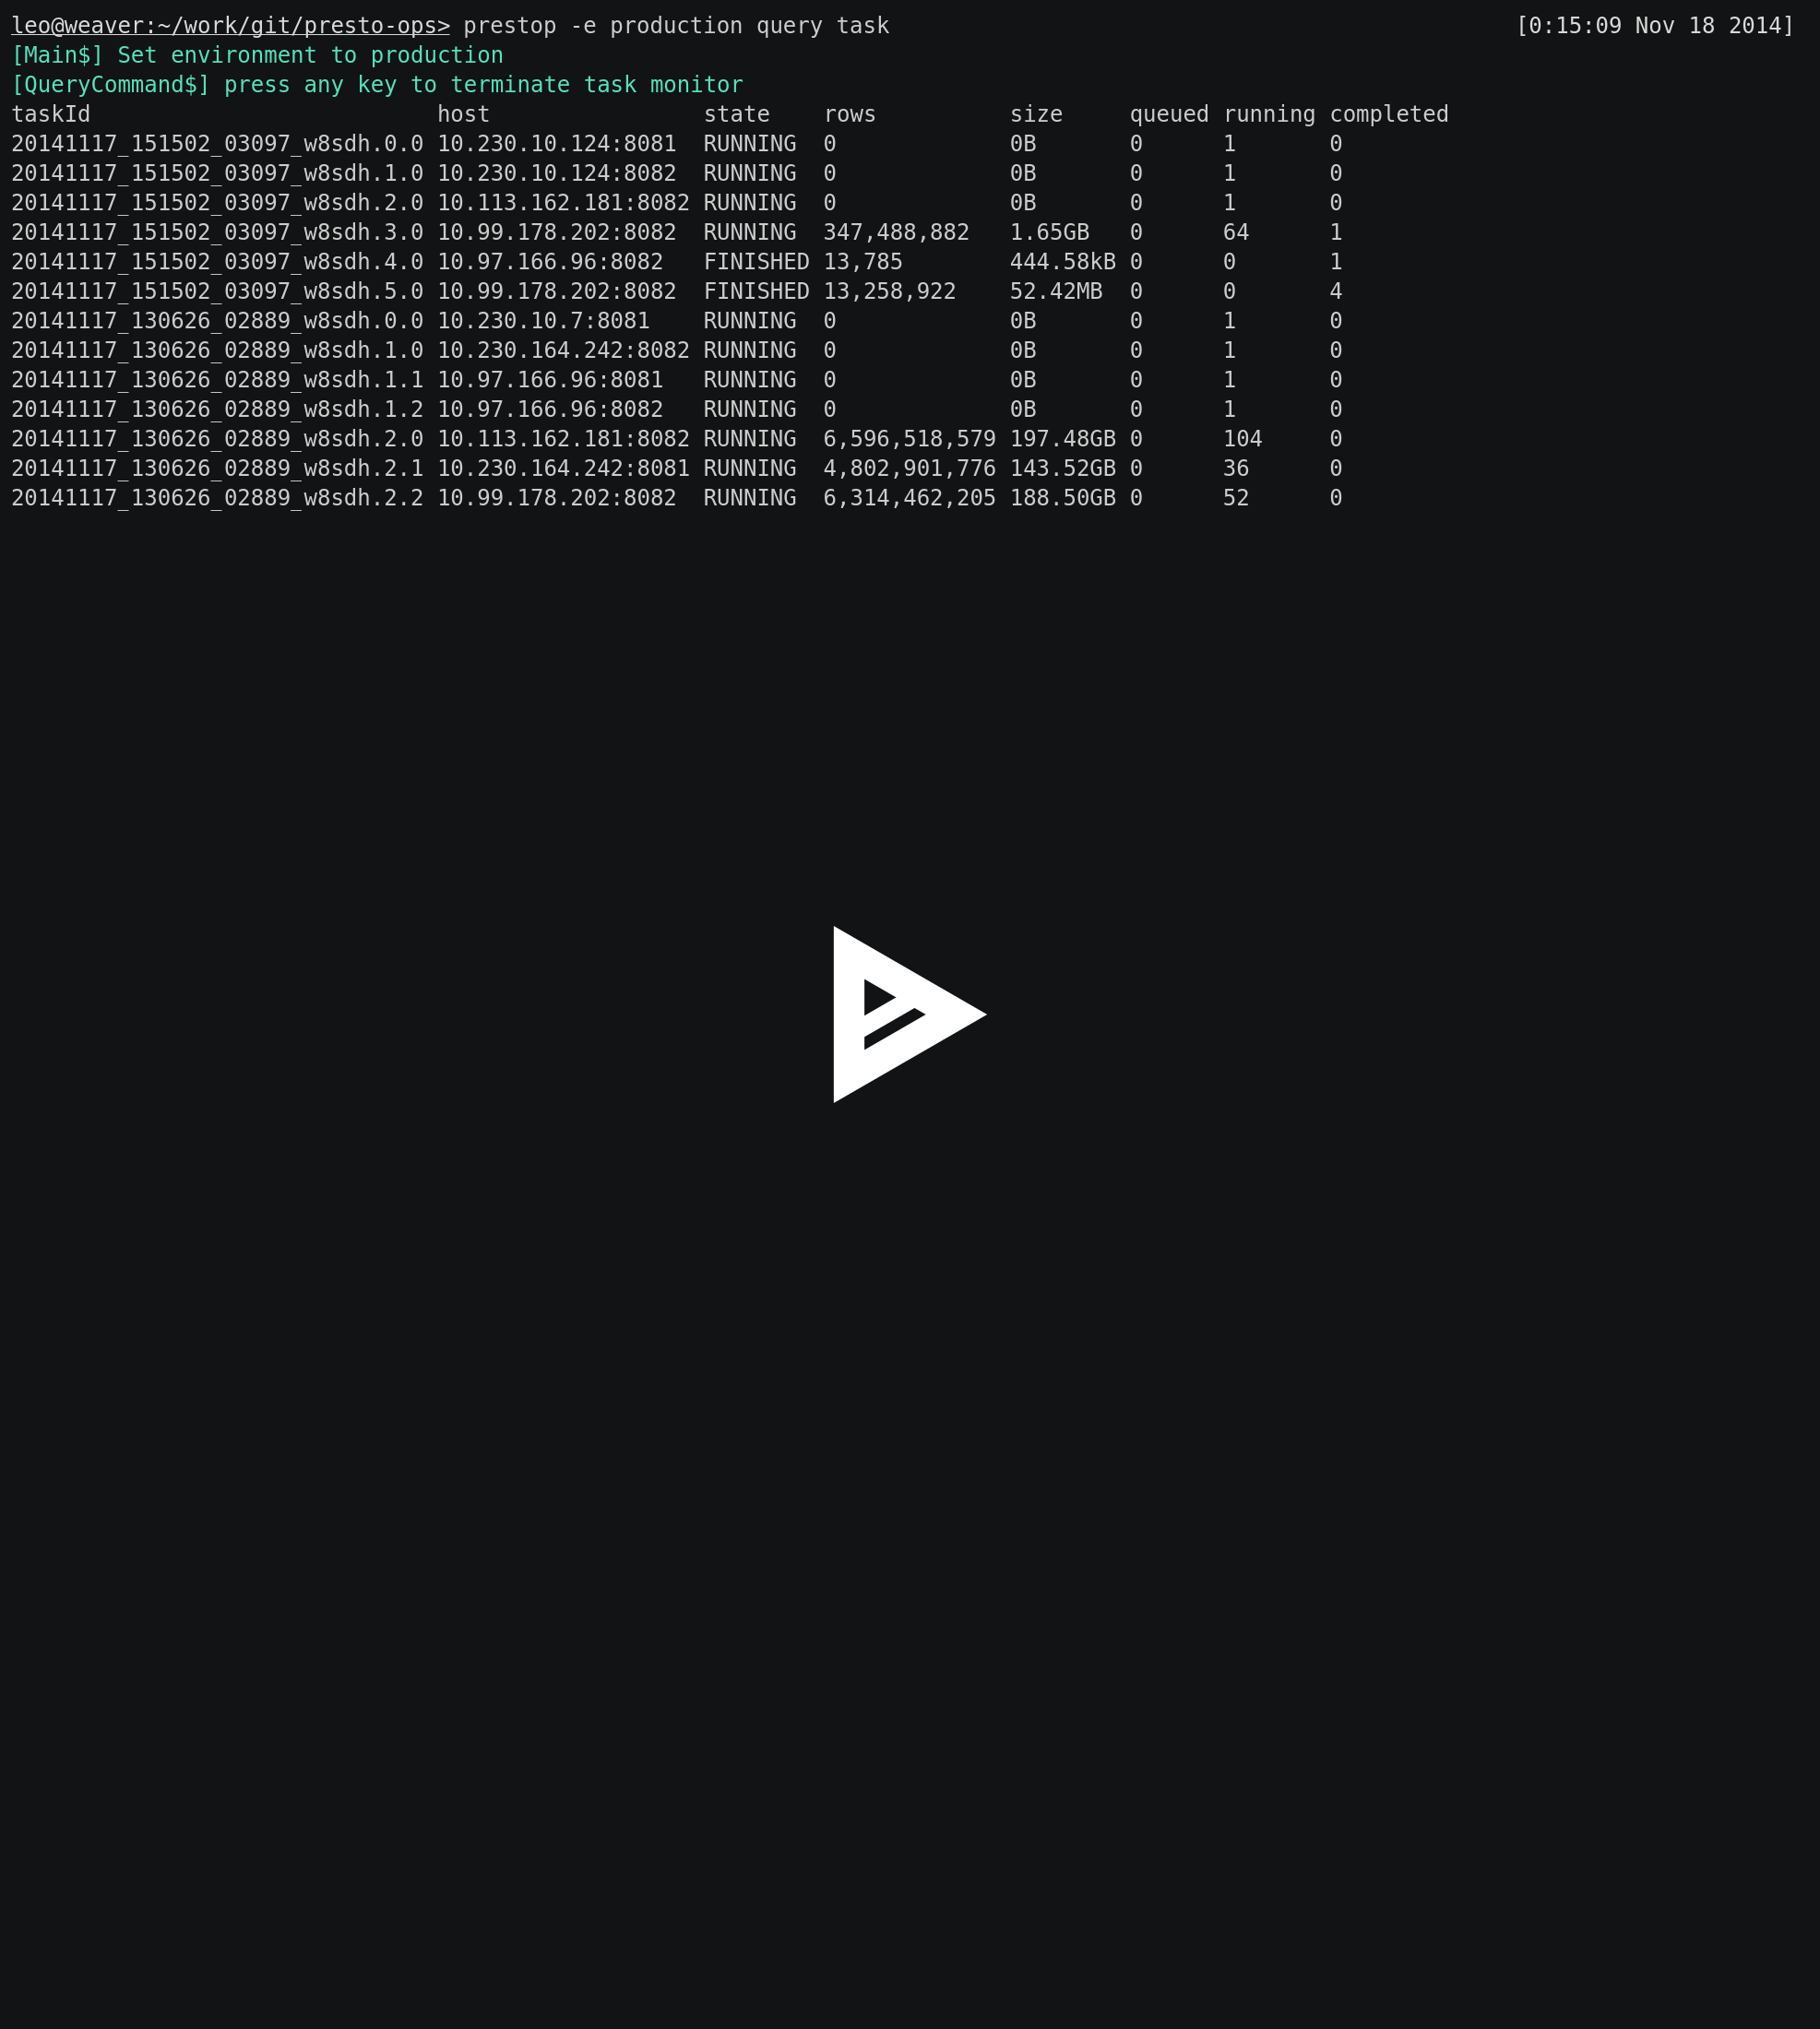 leo@weaver:~/work/git/presto-ops> prestop -e production query task [0:15:09 Nov 18 2014]
[Main$] Set environment to production
[QueryCommand$] press any key to terminate task monitor
taskId host state rows size queued running completed
20141117_151502_03097_w8sdh.0.0 10.230.10.124:8081 RUNNING 0 0B 0 1 0
20141117_151502_03097_w8sdh.1.0 10.230.10.124:8082 RUNNING 0 0B 0 1 0
20141117_151502_03097_w8sdh.2.0 10.113.162.181:8082 RUNNING 0 0B 0 1 0
20141117_151502_03097_w8sdh.3.0 10.99.178.202:8082 RUNNING 347,488,882 1.65GB 0 64 1
20141117_151502_03097_w8sdh.4.0 10.97.166.96:8082 FINISHED 13,785 444.58kB 0 0 1
20141117_151502_03097_w8sdh.5.0 10.99.178.202:8082 FINISHED 13,258,922 52.42MB 0 0 4
20141117_130626_02889_w8sdh.0.0 10.230.10.7:8081 RUNNING 0 0B 0 1 0
20141117_130626_02889_w8sdh.1.0 10.230.164.242:8082 RUNNING 0 0B 0 1 0
20141117_130626_02889_w8sdh.1.1 10.97.166.96:8081 RUNNING 0 0B 0 1 0
20141117_130626_02889_w8sdh.1.2 10.97.166.96:8082 RUNNING 0 0B 0 1 0
20141117_130626_02889_w8sdh.2.0 10.113.162.181:8082 RUNNING 6,596,518,579 197.48GB 0 104 0
20141117_130626_02889_w8sdh.2.1 10.230.164.242:8081 RUNNING 4,802,901,776 143.52GB 0 36 0
20141117_130626_02889_w8sdh.2.2 10.99.178.202:8082 RUNNING 6,314,462,205 188.50GB 0 52 0